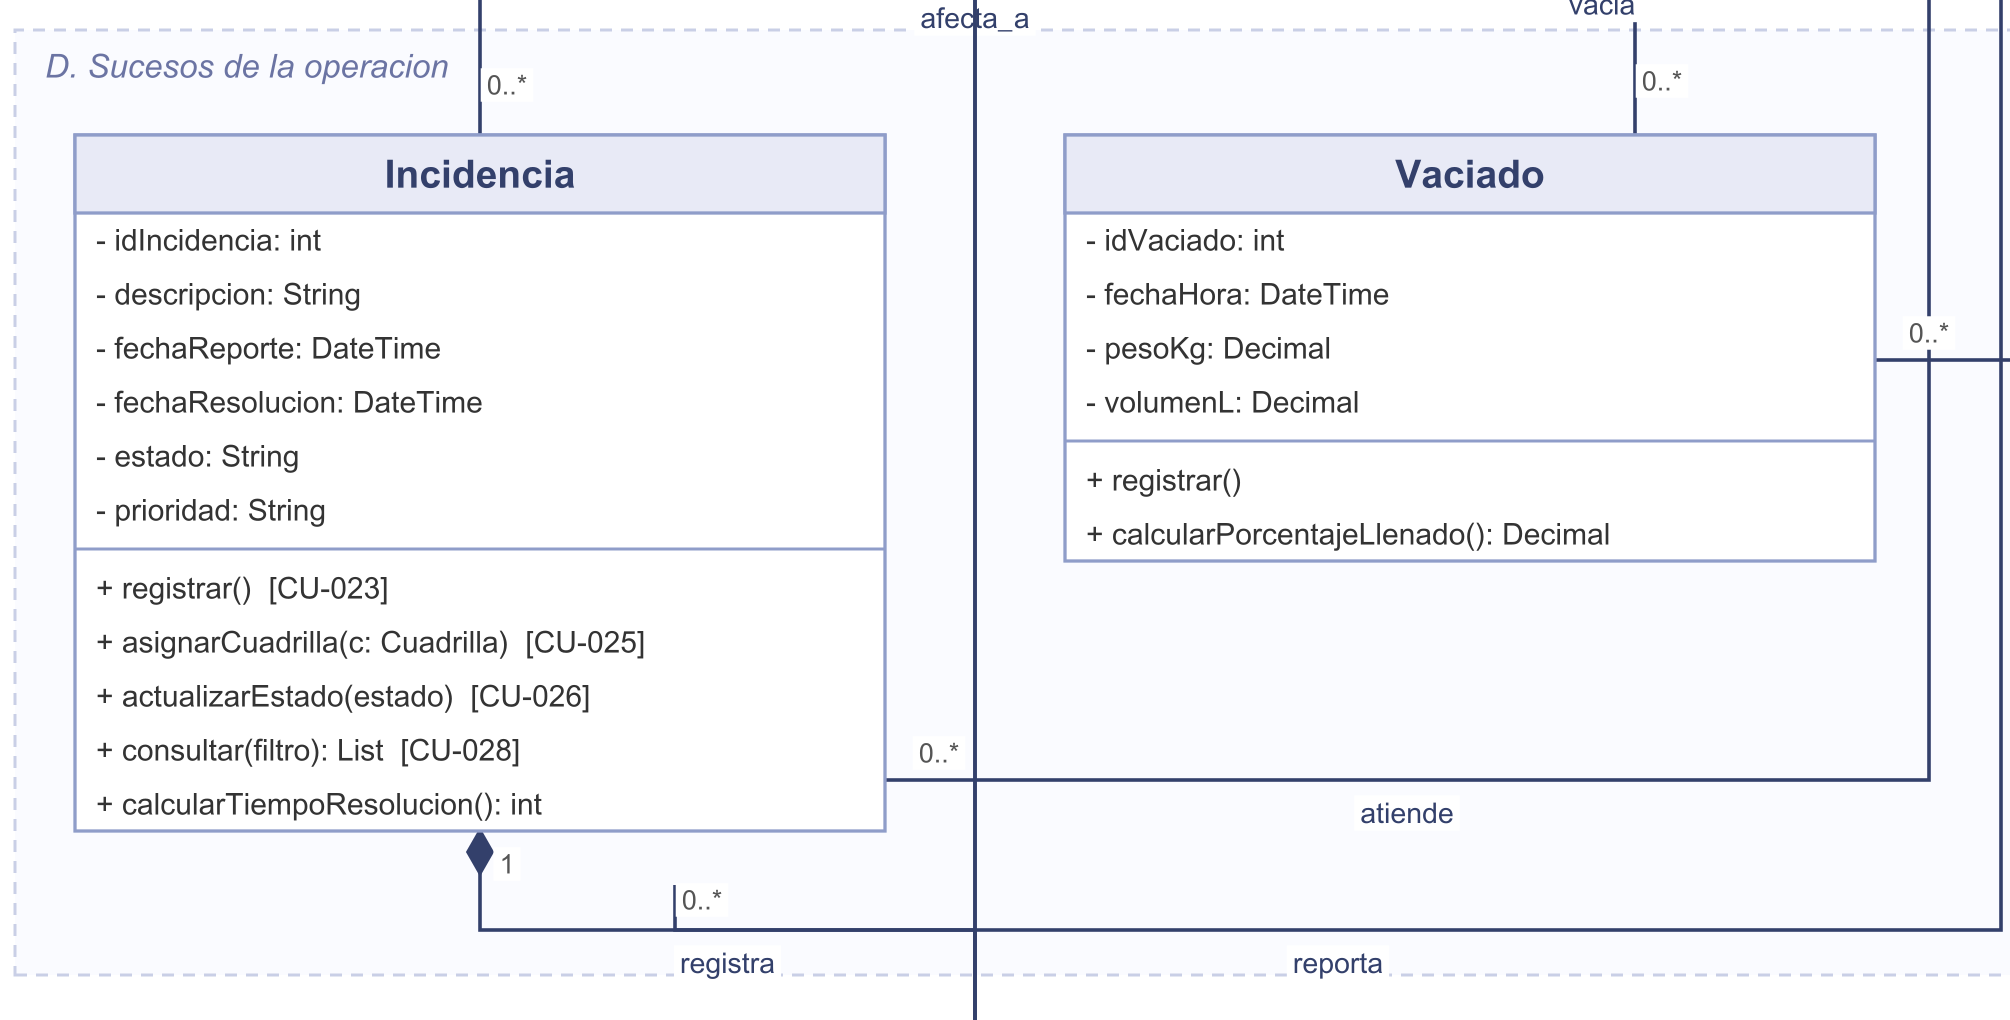 afecta_a
vacia
D. Sucesos de la operacion
0..*
0..*
Incidencia
- idIncidencia: int
- descripcion: String
- fechaReporte: DateTime
- fechaResolucion: DateTime
- estado: String
- prioridad: String
+ registrar()  [CU-023]
+ asignarCuadrilla(c: Cuadrilla)  [CU-025]
+ actualizarEstado(estado)  [CU-026]
+ consultar(filtro): List  [CU-028]
+ calcularTiempoResolucion(): int
Vaciado
- idVaciado: int
- fechaHora: DateTime
- pesoKg: Decimal
- volumenL: Decimal
+ registrar()
+ calcularPorcentajeLlenado(): Decimal
0..*
0..*
atiende
1
0..*
registra
reporta